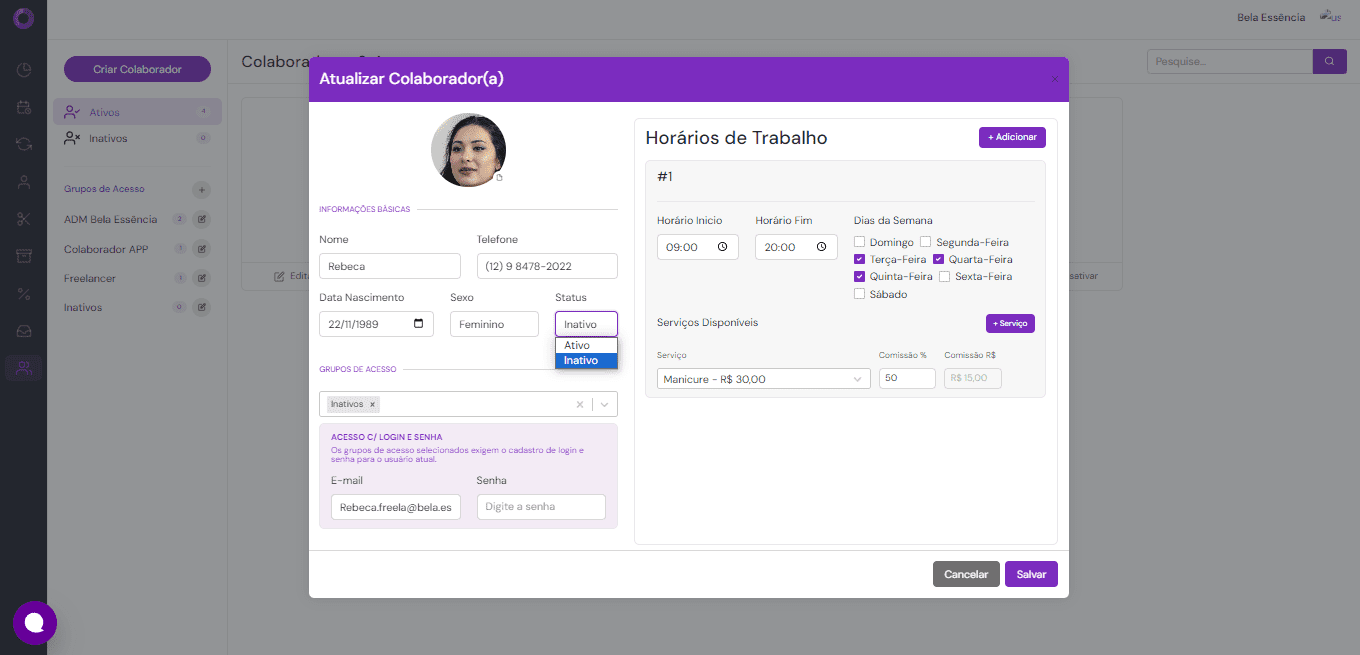 Bela Essência
us
Criar Colaborador
Ativos 4
Inativos 0
Grupos de Acesso +
ADM Bela Essência 2
Colaborador APP 1
Freelancer 1
Inativos 0
Pesquise...
Atualizar Colaborador(a) ×
INFORMAÇÕES BÁSICAS
Nome Telefone
Rebeca (12) 9 8478-2022
Data Nascimento Sexo Status
22/11/1989 Feminino Inativo
Ativo
Inativo
GRUPOS DE ACESSO
Inativos ×
ACESSO C/ LOGIN E SENHA
Os grupos de acesso selecionados exigem o cadastro de login e
senha para o usuário atual.
E-mail Senha
Rebeca.freela@bela.es Digite a senha
Horários de Trabalho + Adicionar
#1
Horário Inicio Horário Fim Dias da Semana
09:00 20:00
Domingo Segunda-Feira
Terça-Feira Quarta-Feira
Quinta-Feira Sexta-Feira
Sábado
Serviços Disponíveis + Serviço
Serviço Comissão % Comissão R$
Manicure - R$ 30,00 50 R$ 15,00
Cancelar Salvar